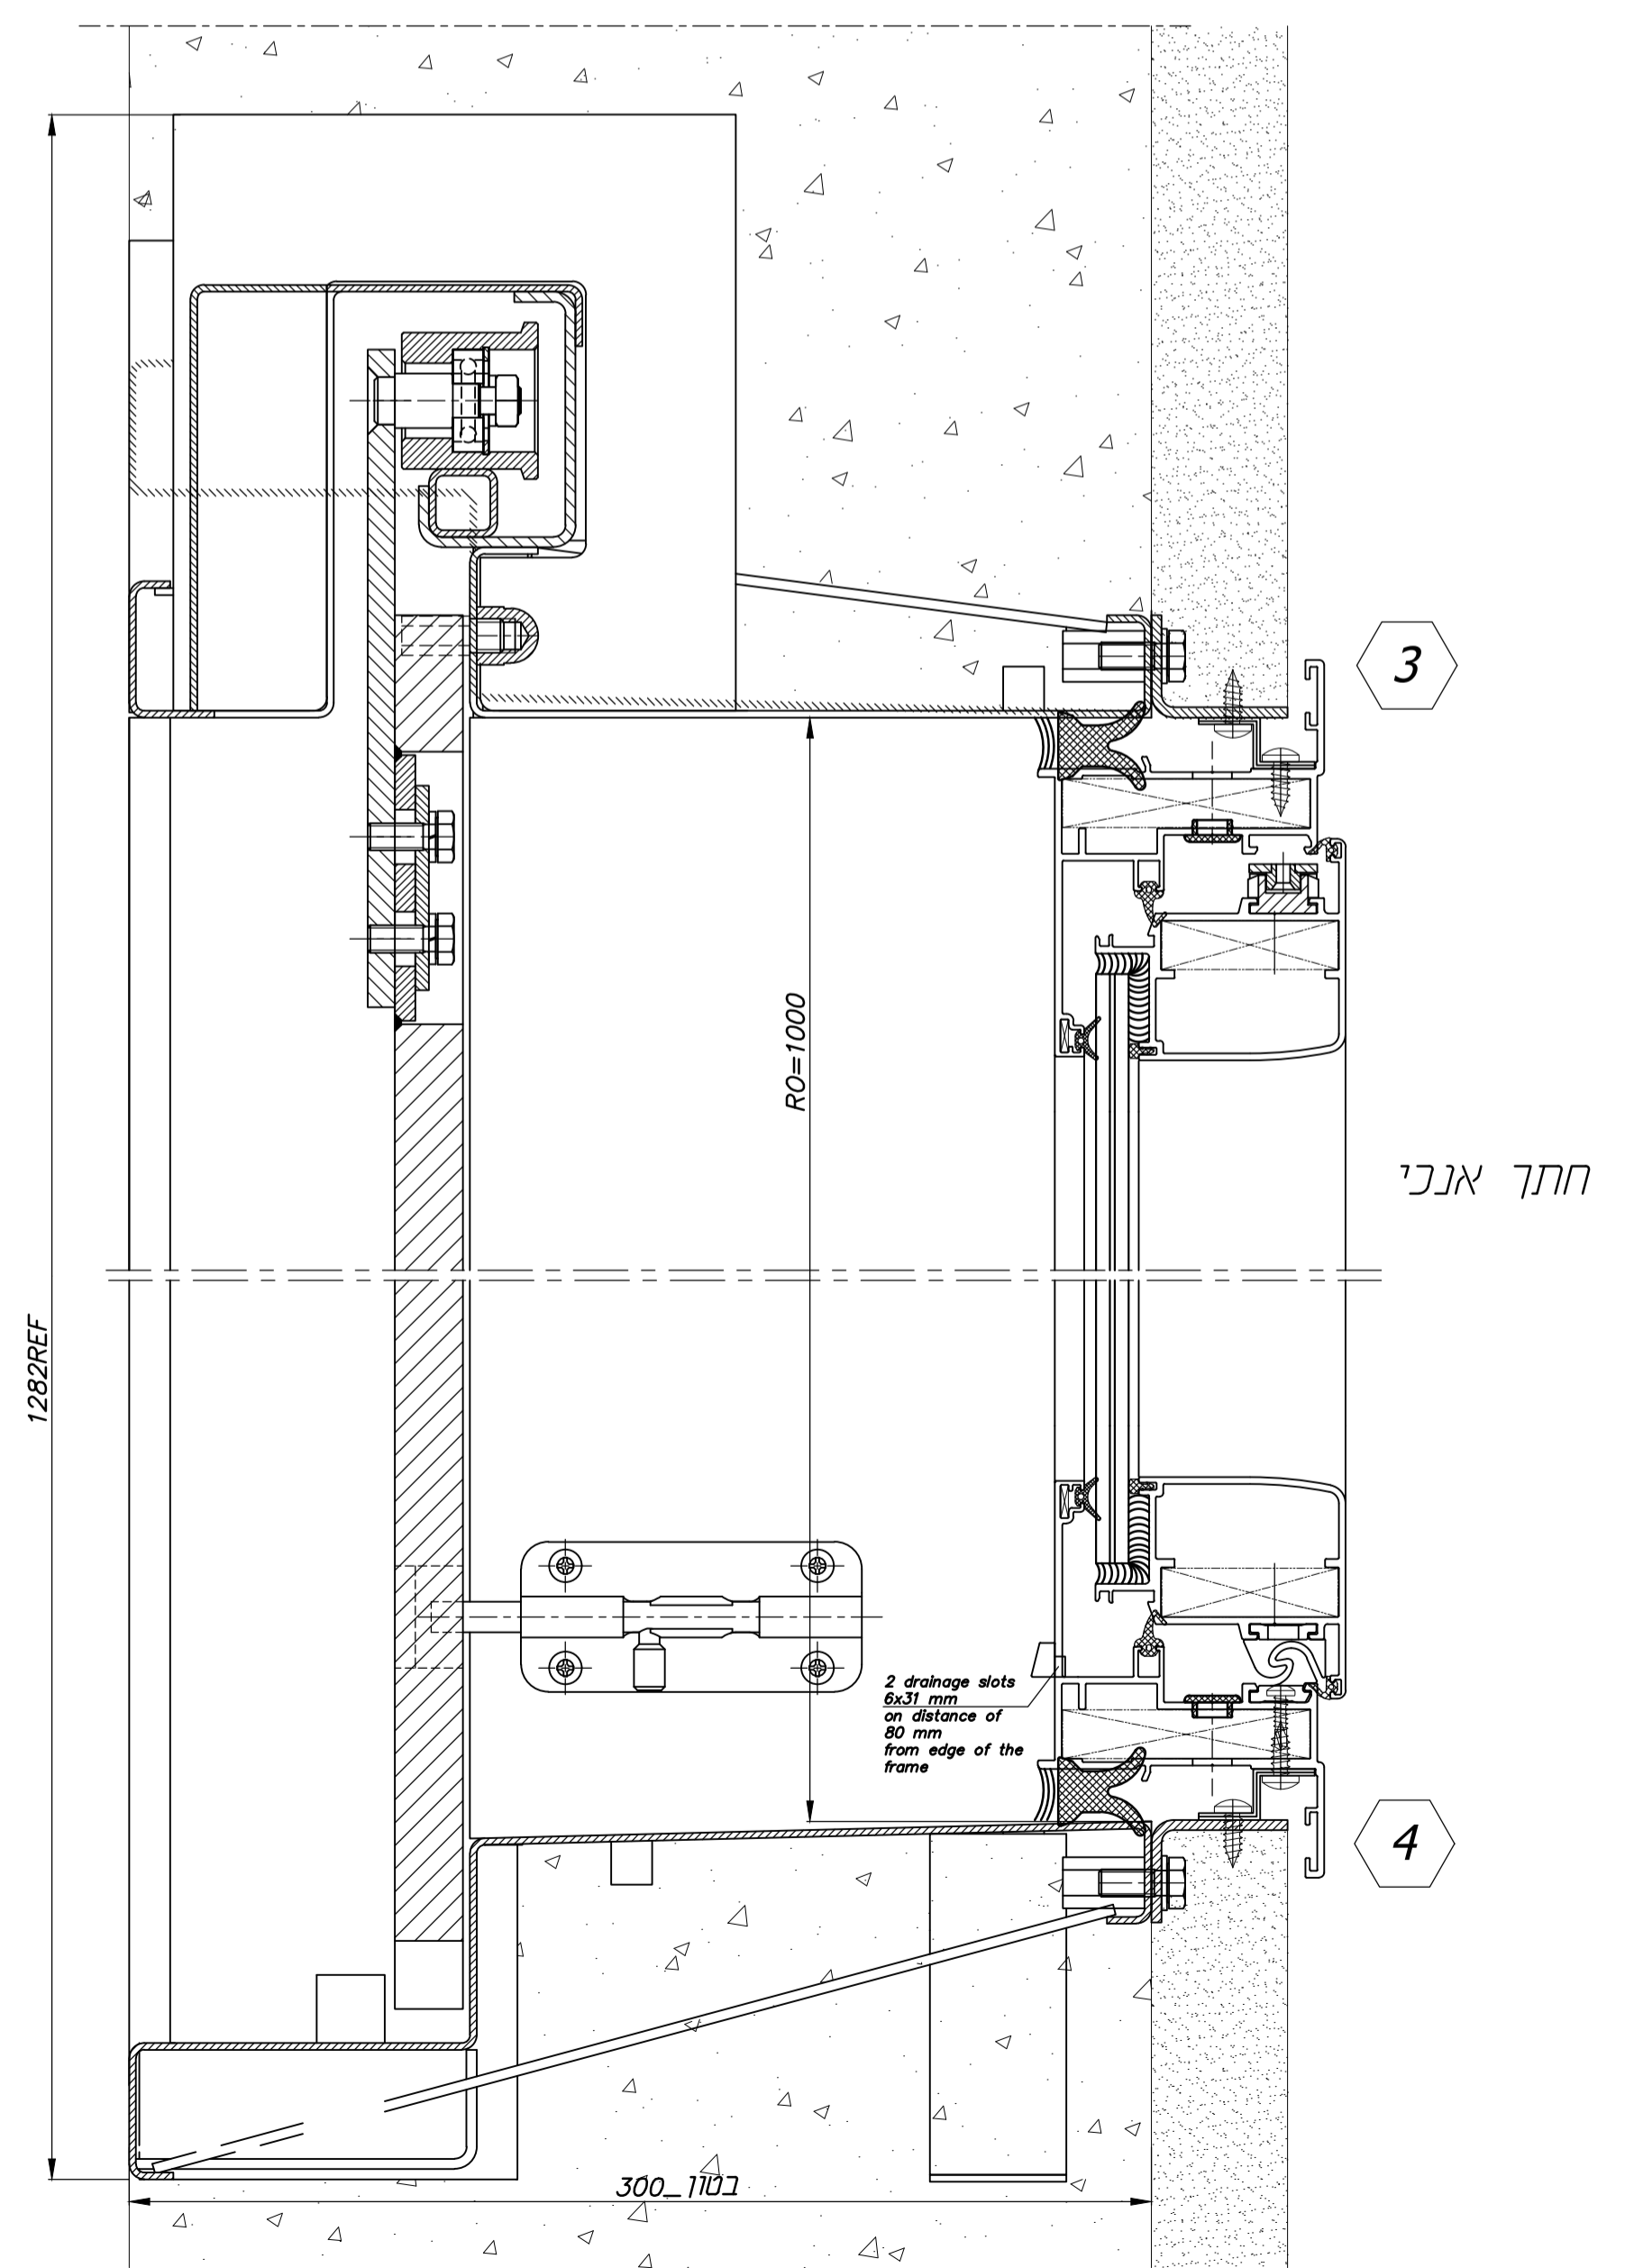 3
חתך אנכי
RO=1000
1282REF
2 drainage slots
6x31 mm
on distance of
80 mm
from edge of the
frame
4
300_בטון